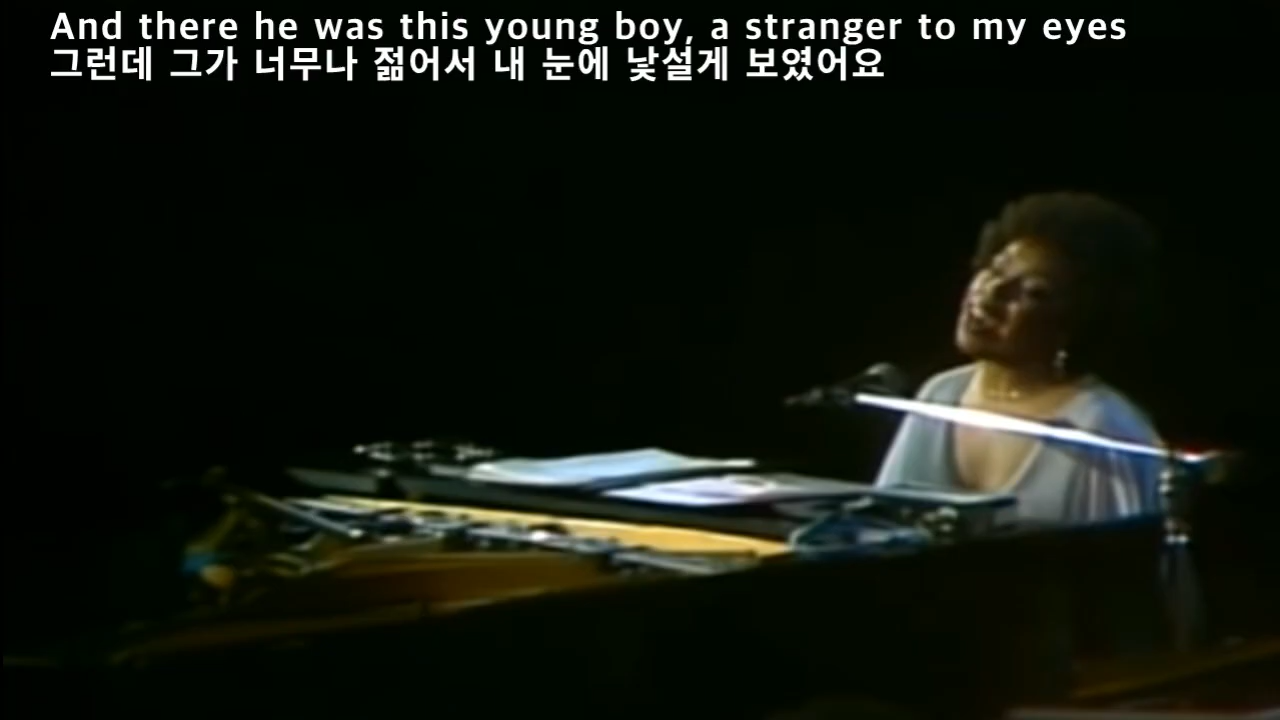 And there he was this young boy, a stranger to my eyes
그런데 그가 너무나 젊어서 내 눈에 낯설게 보였어요